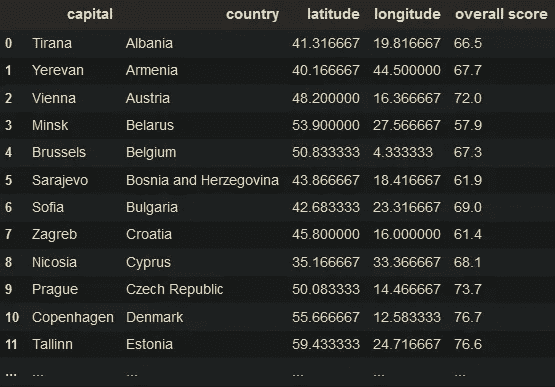 capital country latitude longitude overall score
0 Tirana Albania 41.316667 19.816667 66.5
1 Yerevan Armenia 40.166667 44.500000 67.7
2 Vienna Austria 48.200000 16.366667 72.0
3 Minsk Belarus 53.900000 27.566667 57.9
4 Brussels Belgium 50.833333 4.333333 67.3
5 Sarajevo Bosnia and Herzegovina 43.866667 18.416667 61.9
6 Sofia Bulgaria 42.683333 23.316667 69.0
7 Zagreb Croatia 45.800000 16.000000 61.4
8 Nicosia Cyprus 35.166667 33.366667 68.1
9 Prague Czech Republic 50.083333 14.466667 73.7
10 Copenhagen Denmark 55.666667 12.583333 76.7
11 Tallinn Estonia 59.433333 24.716667 76.6
... ... ... ... ... ...